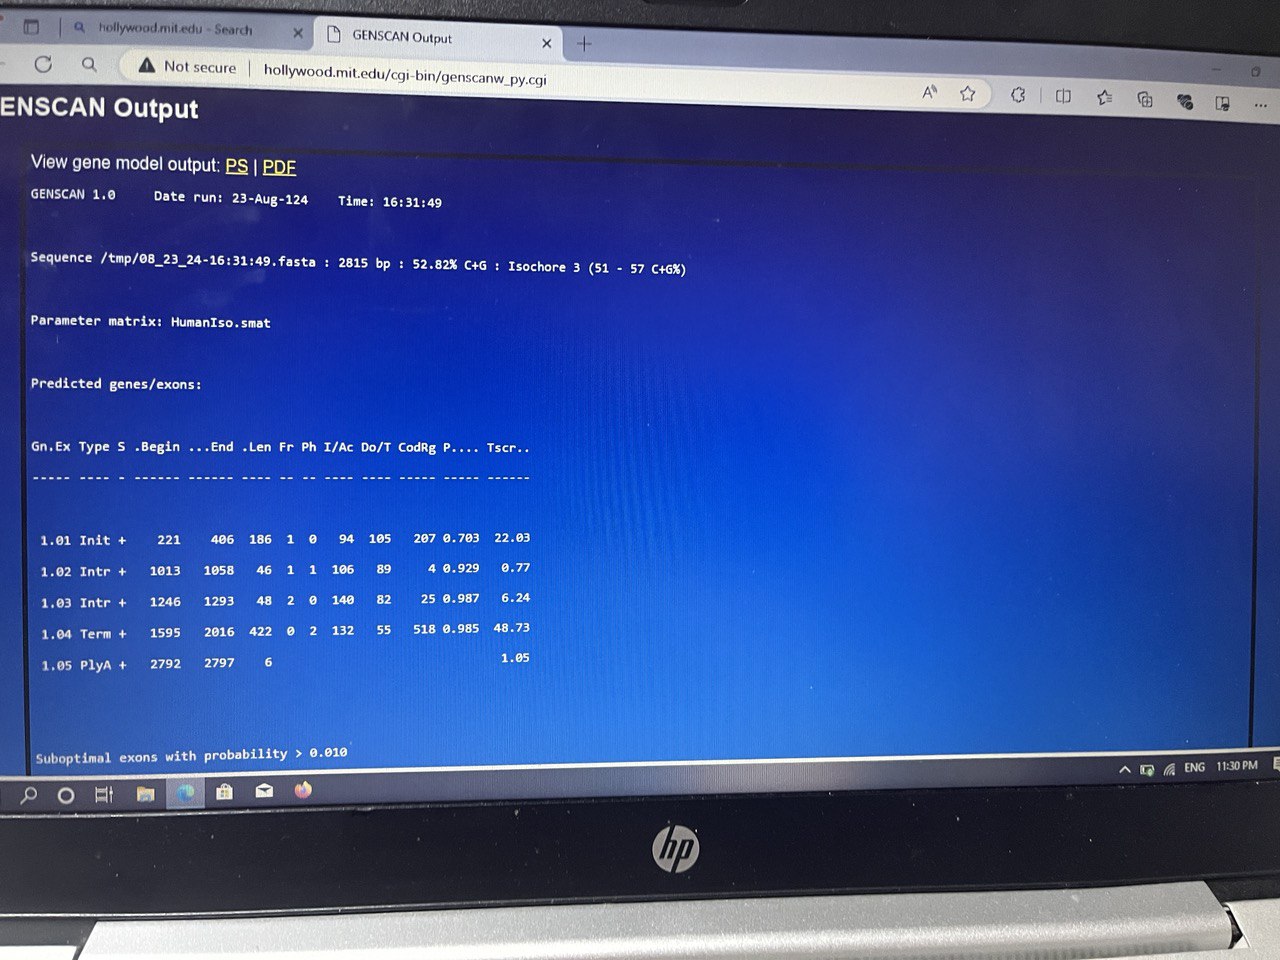 hollywood.mit.edu - Search
GENSCAN Output
Not secure | hollywood.mit.edu/cgi-bin/genscanw_py.cgi
ENSCAN Output
View gene model output: PS | PDF
GENSCAN 1.0 Date run: 23-Aug-124 Time: 16:31:49
Sequence /tmp/08_23_24-16:31:49.fasta : 2815 bp : 52.82% C+G : Isochore 3 (51 - 57 C+G%)
Parameter matrix: HumanIso.smat
Predicted genes/exons:
Gn.Ex Type S .Begin ...End .Len Fr Ph I/Ac Do/T CodRg P.... Tscr..
----- ---- - ------ ------ ---- -- -- ---- ---- ----- ----- ------
1.01 Init + 221 406 186 1 0 94 105 207 0.703 22.03
1.02 Intr + 1013 1058 46 1 1 106 89 4 0.929 0.77
1.03 Intr + 1246 1293 48 2 0 140 82 25 0.987 6.24
1.04 Term + 1595 2016 422 0 2 132 55 518 0.985 48.73
1.05 PlyA + 2792 2797 6 1.05
Suboptimal exons with probability > 0.010
ENG 11:30 PM
hp